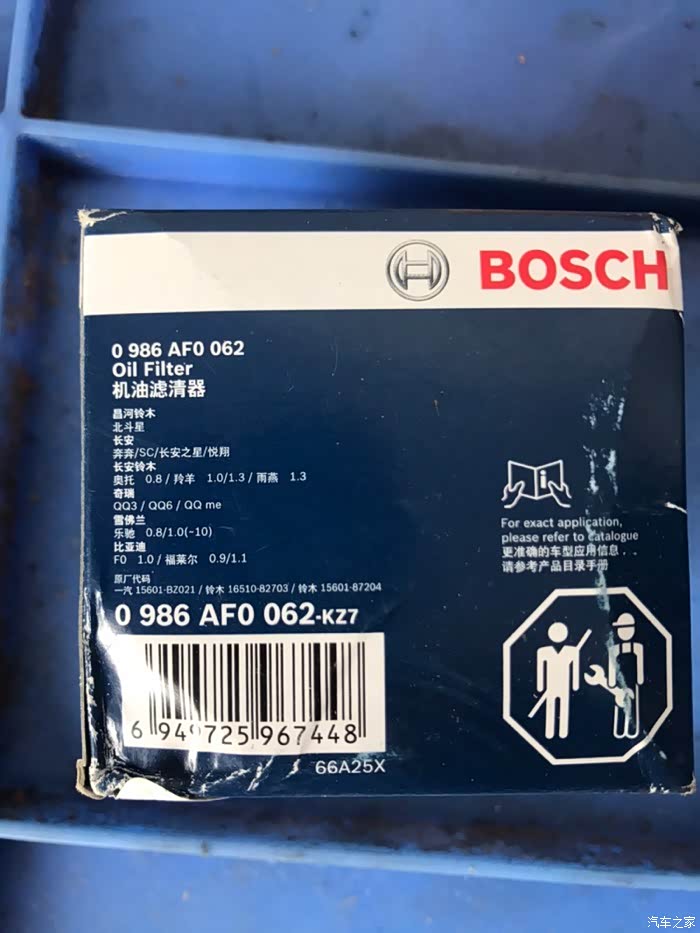 BOSCH
0 986 AF0 062
Oil Filter
机油滤清器
昌河铃木
北斗星
长安
奔奔/SC/长安之星/悦翔
长安铃木
奥托 0.8 / 羚羊 1.0/1.3 / 雨燕 1.3
奇瑞
QQ3 / QQ6 / QQ me
雪佛兰
乐驰 0.8/1.0(-10)
比亚迪
F0 1.0 / 福莱尔 0.9/1.1
原厂代码
一汽 15601-BZ021 / 铃木 16510-82703 / 铃木 15601-87204
0 986 AF0 062-KZ7
6 949725 967448
66A25X
For exact application,
please refer to catalogue
更准确的车型应用信息..
请参考产品目录手册
汽车之家